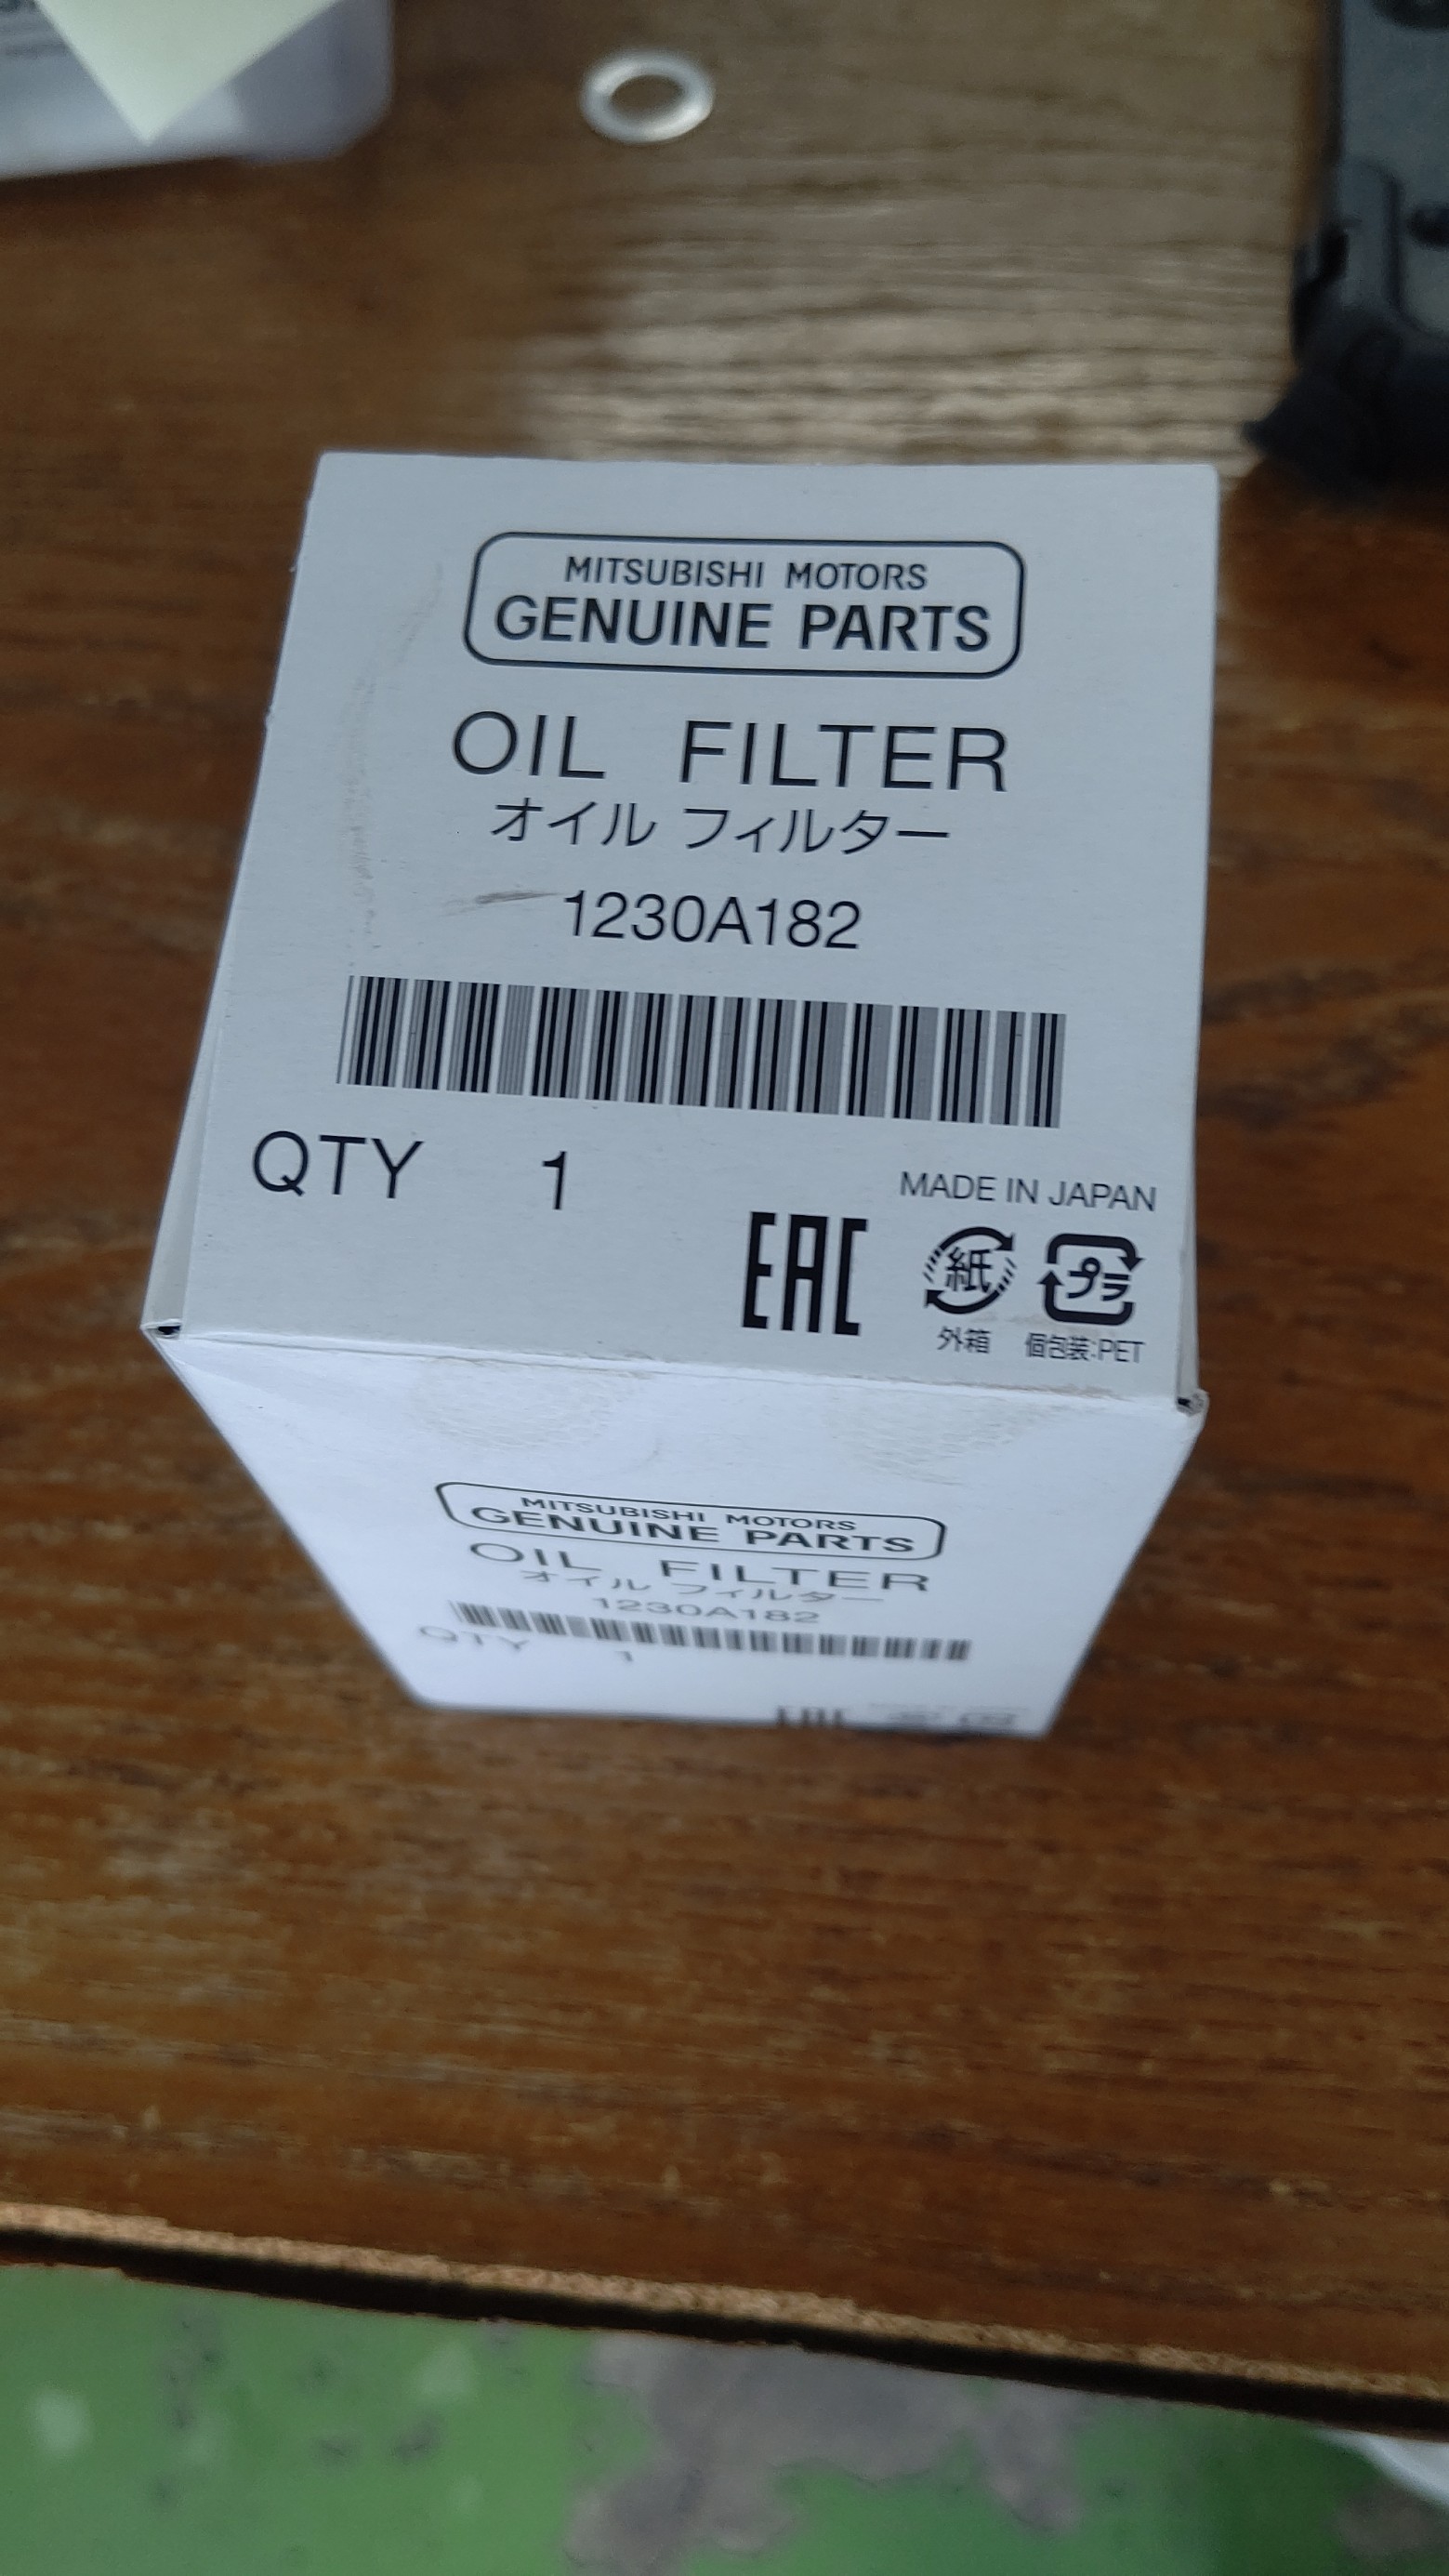 MITSUBISHI MOTORS
GENUINE PARTS
OIL FILTER
オイル フィルター
1230A182
QTY 1
MADE IN JAPAN
EAC
紙
プラ
外箱
個包装:PET
MITSUBISHI MOTORS
GENUINE PARTS
OIL FILTER
オイル フィルター
1230A182
QTY 1
EAC